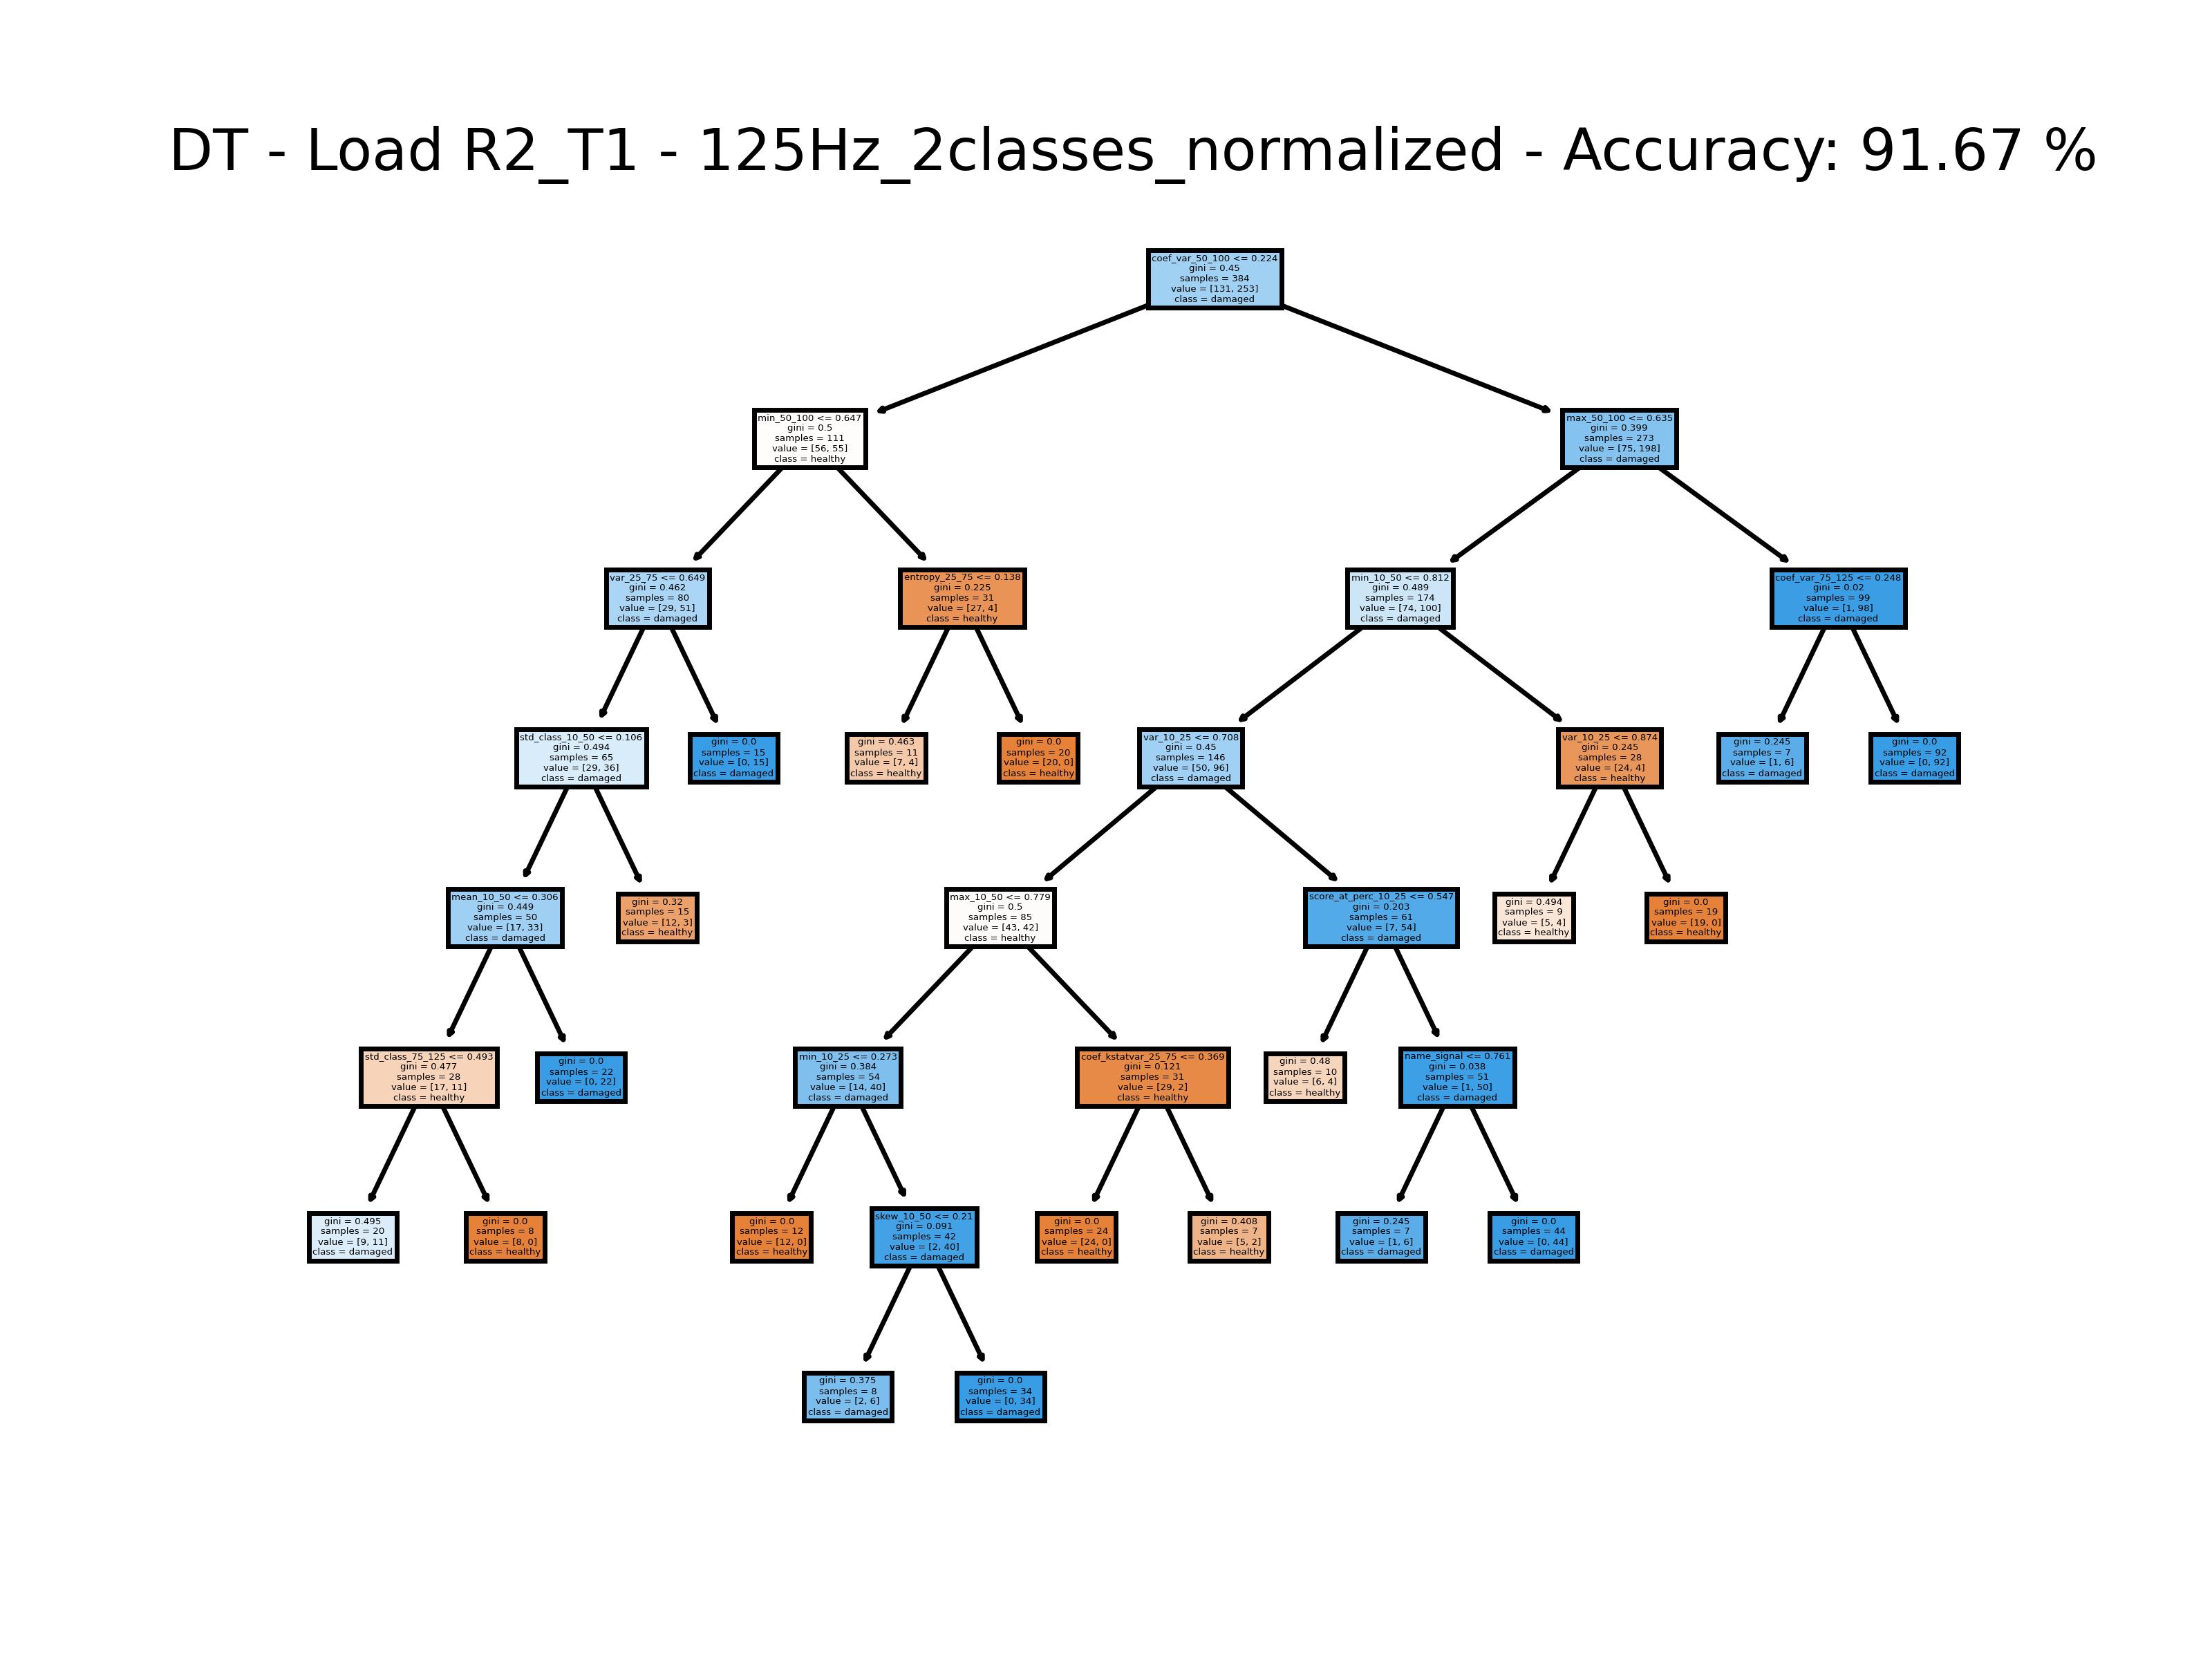 DT - Load R2_T1 - 125Hz_2classes_normalized - Accuracy: 91.67 %
coef_var_50_100 <= 0.224
gini = 0.45
samples = 384
value = [131, 253]
class = damaged
min_50_100 <= 0.647
gini = 0.5
samples = 111
value = [56, 55]
class = healthy
max_50_100 <= 0.635
gini = 0.399
samples = 273
value = [75, 198]
class = damaged
var_25_75 <= 0.649
gini = 0.462
samples = 80
value = [29, 51]
class = damaged
entropy_25_75 <= 0.138
gini = 0.225
samples = 31
value = [27, 4]
class = healthy
min_10_50 <= 0.812
gini = 0.489
samples = 174
value = [74, 100]
class = damaged
coef_var_75_125 <= 0.248
gini = 0.02
samples = 99
value = [1, 98]
class = damaged
std_class_10_50 <= 0.106
gini = 0.494
samples = 65
value = [29, 36]
class = damaged
gini = 0.0
samples = 15
value = [0, 15]
class = damaged
gini = 0.463
samples = 11
value = [7, 4]
class = healthy
gini = 0.0
samples = 20
value = [20, 0]
class = healthy
var_10_25 <= 0.708
gini = 0.45
samples = 146
value = [50, 96]
class = damaged
var_10_25 <= 0.874
gini = 0.245
samples = 28
value = [24, 4]
class = healthy
gini = 0.245
samples = 7
value = [1, 6]
class = damaged
gini = 0.0
samples = 92
value = [0, 92]
class = damaged
mean_10_50 <= 0.306
gini = 0.449
samples = 50
value = [17, 33]
class = damaged
gini = 0.32
samples = 15
value = [12, 3]
class = healthy
max_10_50 <= 0.779
gini = 0.5
samples = 85
value = [43, 42]
class = healthy
score_at_perc_10_25 <= 0.547
gini = 0.203
samples = 61
value = [7, 54]
class = damaged
gini = 0.494
samples = 9
value = [5, 4]
class = healthy
gini = 0.0
samples = 19
value = [19, 0]
class = healthy
std_class_75_125 <= 0.493
gini = 0.477
samples = 28
value = [17, 11]
class = healthy
gini = 0.0
samples = 22
value = [0, 22]
class = damaged
min_10_25 <= 0.273
gini = 0.384
samples = 54
value = [14, 40]
class = damaged
coef_kstatvar_25_75 <= 0.369
gini = 0.121
samples = 31
value = [29, 2]
class = healthy
gini = 0.48
samples = 10
value = [6, 4]
class = healthy
name_signal <= 0.761
gini = 0.038
samples = 51
value = [1, 50]
class = damaged
gini = 0.495
samples = 20
value = [9, 11]
class = damaged
gini = 0.0
samples = 8
value = [8, 0]
class = healthy
gini = 0.0
samples = 12
value = [12, 0]
class = healthy
skew_10_50 <= 0.21
gini = 0.091
samples = 42
value = [2, 40]
class = damaged
gini = 0.0
samples = 24
value = [24, 0]
class = healthy
gini = 0.408
samples = 7
value = [5, 2]
class = healthy
gini = 0.245
samples = 7
value = [1, 6]
class = damaged
gini = 0.0
samples = 44
value = [0, 44]
class = damaged
gini = 0.375
samples = 8
value = [2, 6]
class = damaged
gini = 0.0
samples = 34
value = [0, 34]
class = damaged